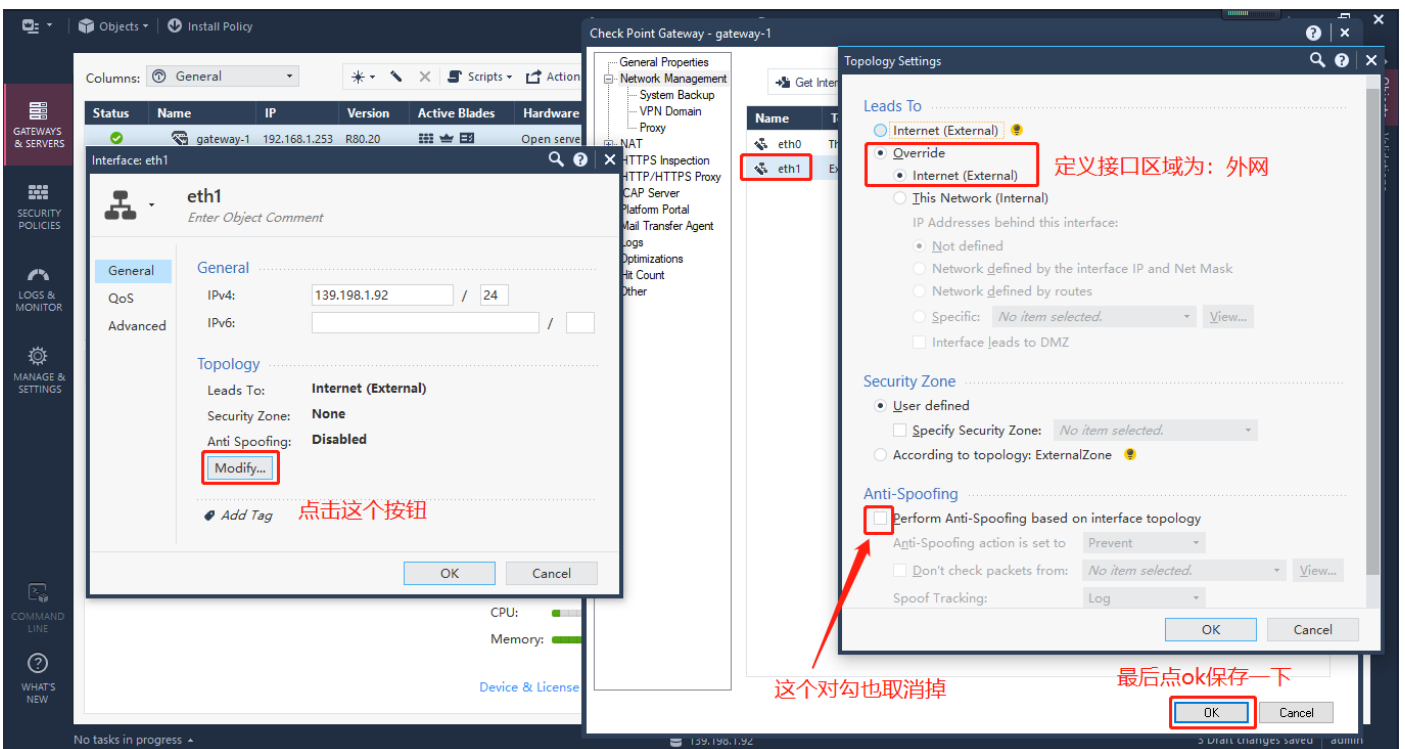 Objects
Install Policy
Columns:
General
Scripts
Action
Status Name IP Version Active Blades Hardware
gateway-1 192.168.1.253 R80.20 Open serve
GATEWAYS
& SERVERS
SECURITY
POLICIES
LOGS &
MONITOR
MANAGE &
SETTINGS
COMMAND
LINE
WHAT'S
NEW
Interface: eth1
eth1
Enter Object Comment
General
QoS
Advanced
General
IPv4: 139.198.1.92 / 24
IPv6: /
Topology
Leads To: Internet (External)
Security Zone: None
Anti Spoofing: Disabled
Modify...
点击这个按钮
Add Tag
OK Cancel
CPU:
Memory:
Device & License
No tasks in progress
139.198.1.92
3 Draft changes saved
admin
Check Point Gateway - gateway-1
General Properties
Network Management
System Backup
VPN Domain
Proxy
NAT
HTTPS Inspection
HTTP/HTTPS Proxy
ICAP Server
Platform Portal
Mail Transfer Agent
Logs
Optimizations
Hit Count
Other
Get Inter
Name T
eth0 Th
eth1 Ex
Topology Settings
Leads To
Internet (External)
Override
Internet (External)
定义接口区域为：外网
This Network (Internal)
IP Addresses behind this interface:
Not defined
Network defined by the interface IP and Net Mask
Network defined by routes
Specific: No item selected. View...
Interface leads to DMZ
Security Zone
User defined
Specify Security Zone: No item selected.
According to topology: ExternalZone
Anti-Spoofing
Perform Anti-Spoofing based on interface topology
Anti-Spoofing action is set to Prevent
Don't check packets from: No item selected. View...
Spoof Tracking: Log
OK Cancel
这个对勾也取消掉
最后点ok保存一下
OK Cancel